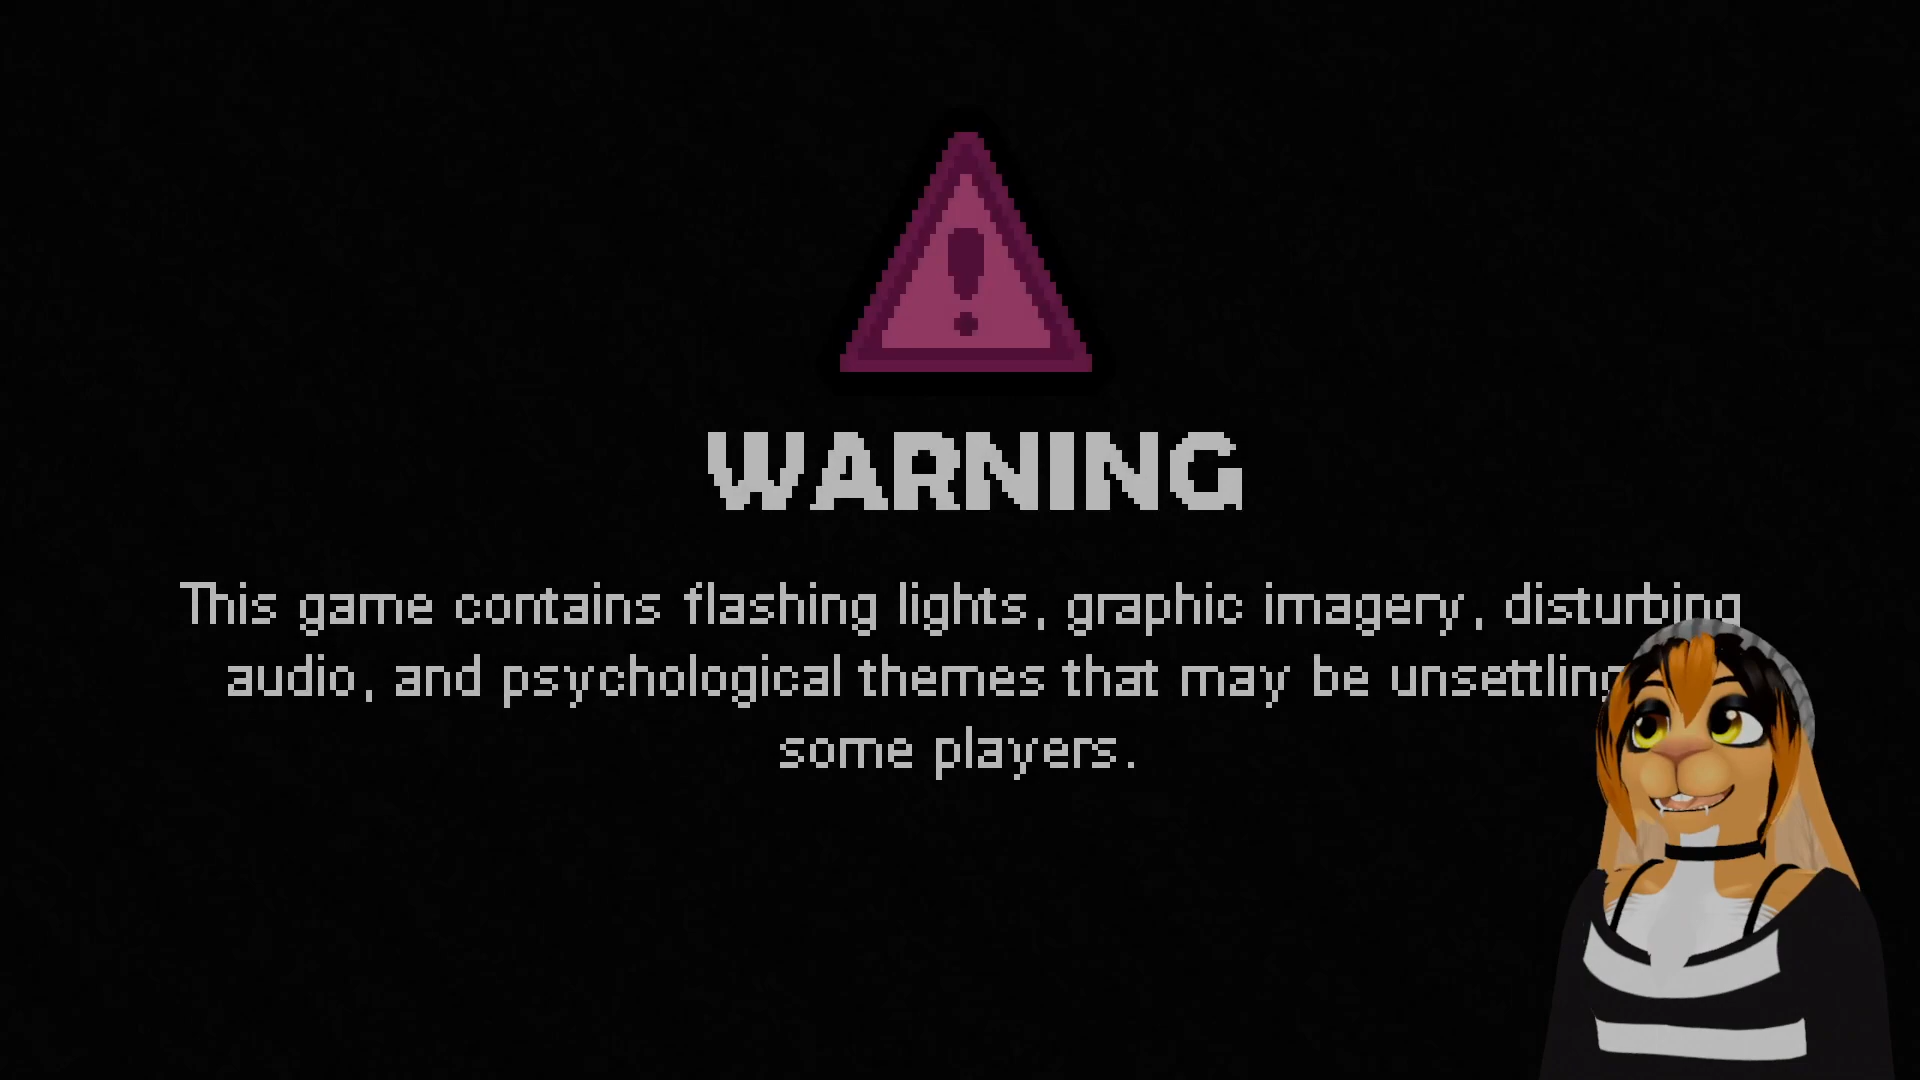 WARNING
This game contains flashing lights, graphic imagery, disturbing
audio, and psychological themes that may be unsettling
some players.